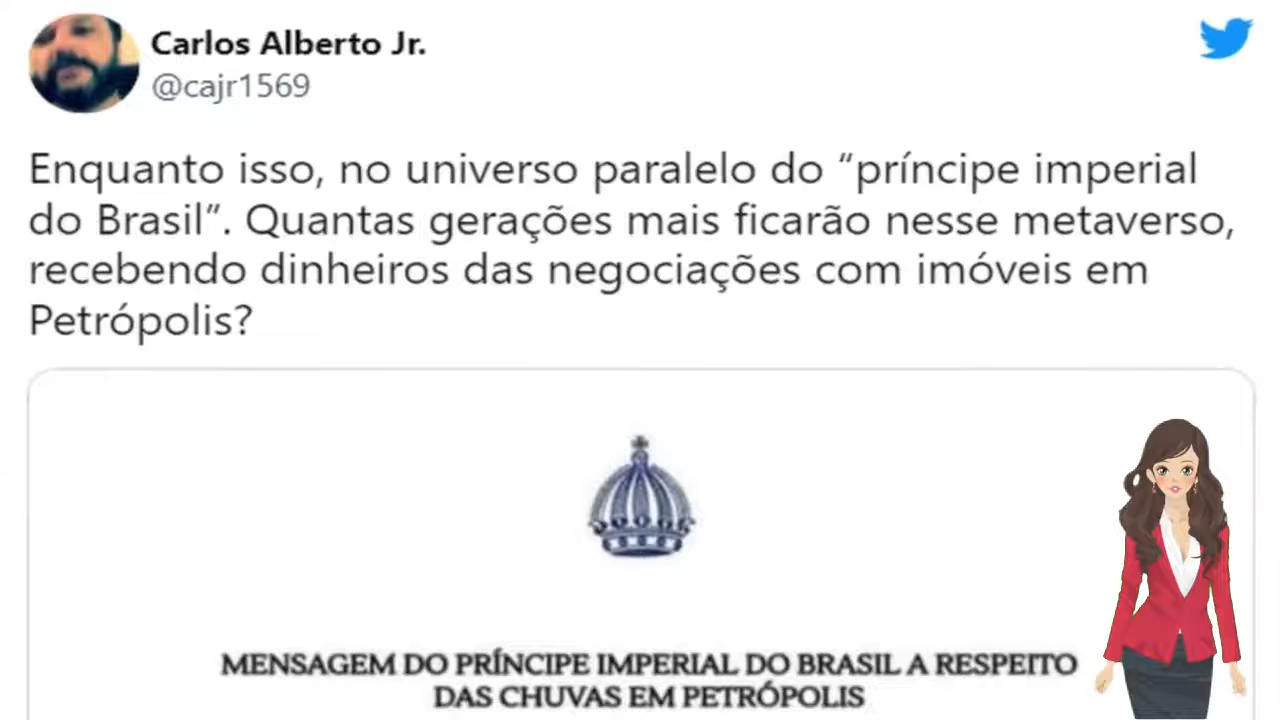 Carlos Alberto Jr.
@cajr1569
Enquanto isso, no universo paralelo do “príncipe imperial
do Brasil”. Quantas gerações mais ficarão nesse metaverso,
recebendo dinheiros das negociações com imóveis em
Petrópolis?
MENSAGEM DO PRÍNCIPE IMPERIAL DO BRASIL A RESPEITO
DAS CHUVAS EM PETRÓPOLIS